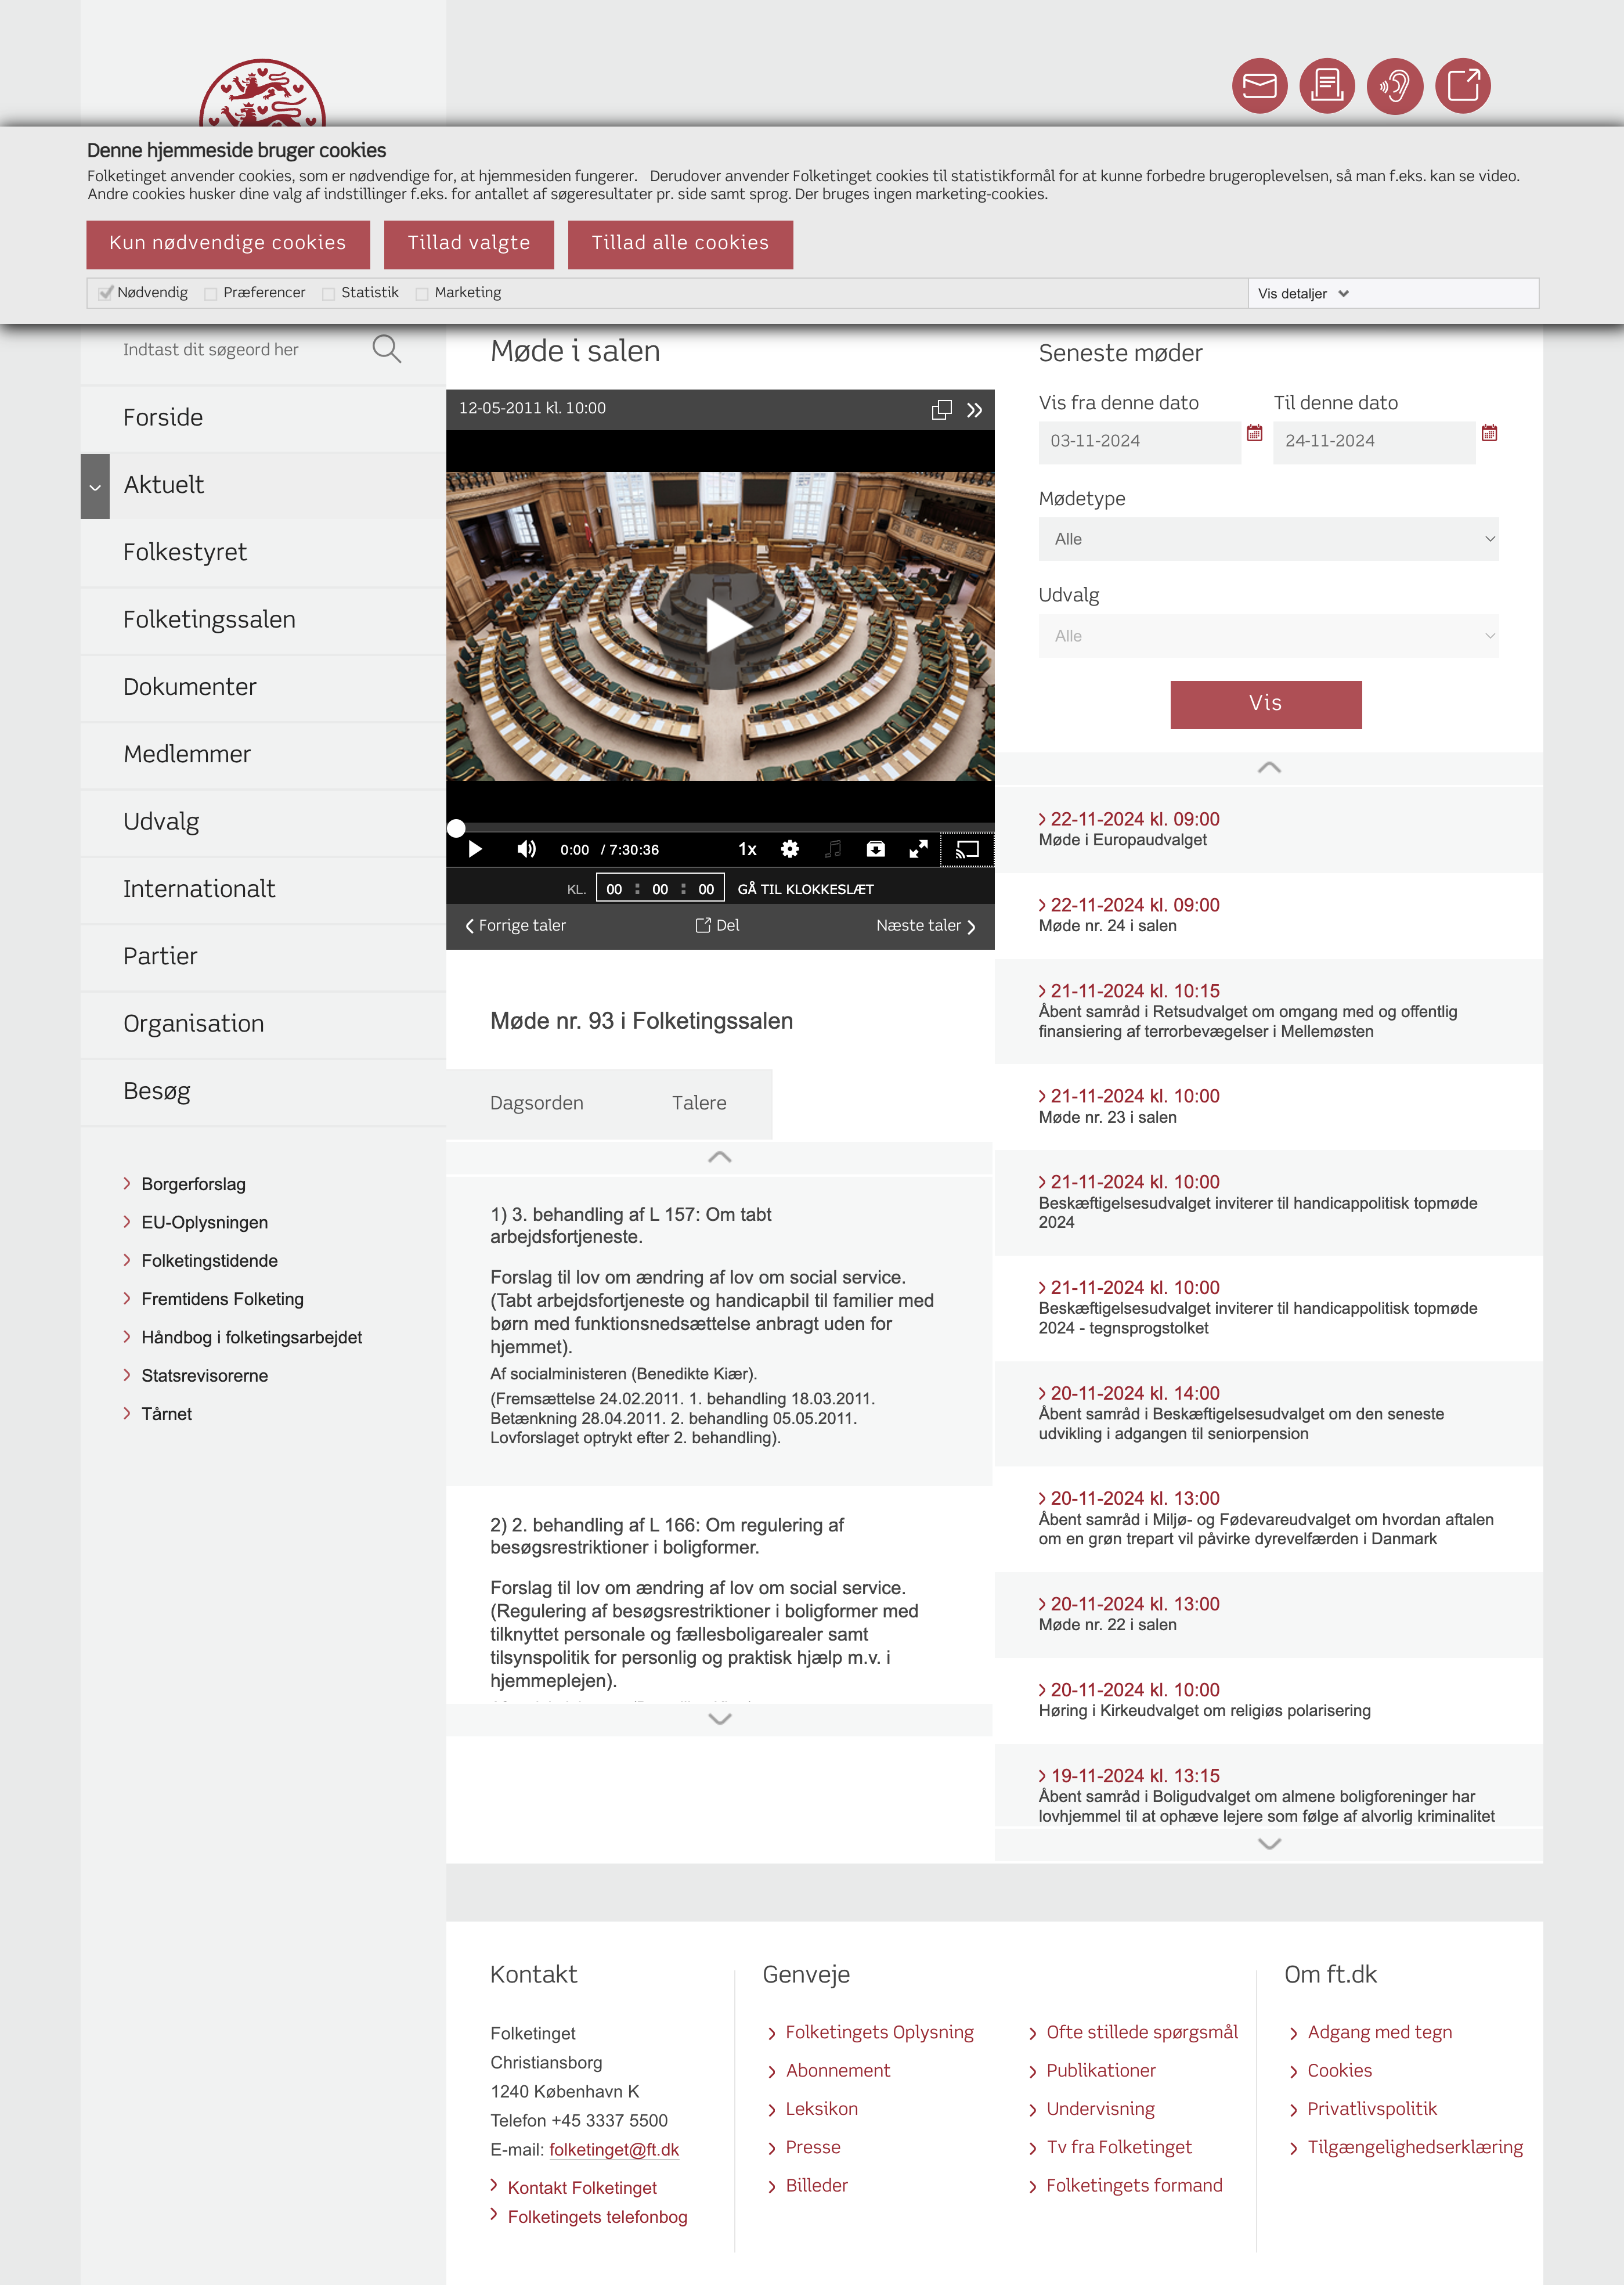 Denne hjemmeside bruger cookies
Folketinget anvender cookies, som er nødvendige for, at hjemmesiden fungerer. Derudover anvender Folketinget cookies til statistikformål for at kunne forbedre brugeroplevelsen, så man f.eks. kan se video.
Andre cookies husker dine valg af indstillinger f.eks. for antallet af søgeresultater pr. side samt sprog. Der bruges ingen marketing-cookies.
Kun nødvendige cookies
Tillad valgte
Tillad alle cookies
Nødvendig
Præferencer
Statistik
Marketing
Vis detaljer
Indtast dit søgeord her
Forside
Aktuelt
Folkestyret
Folketingssalen
Dokumenter
Medlemmer
Udvalg
Internationalt
Partier
Organisation
Besøg
Borgerforslag
EU-Oplysningen
Folketingstidende
Fremtidens Folketing
Håndbog i folketingsarbejdet
Statsrevisorerne
Tårnet
Møde i salen
12-05-2011 kl. 10:00
0:00 / 7:30:36
1x
KL. 00 : 00 : 00 GÅ TIL KLOKKESLÆT
Forrige taler
Del
Næste taler
Møde nr. 93 i Folketingssalen
Dagsorden
Talere
1) 3. behandling af L 157: Om tabt
arbejdsfortjeneste.
Forslag til lov om ændring af lov om social service.
(Tabt arbejdsfortjeneste og handicapbil til familier med
børn med funktionsnedsættelse anbragt uden for
hjemmet).
Af socialministeren (Benedikte Kiær).
(Fremsættelse 24.02.2011. 1. behandling 18.03.2011.
Betænkning 28.04.2011. 2. behandling 05.05.2011.
Lovforslaget optrykt efter 2. behandling).
2) 2. behandling af L 166: Om regulering af
besøgsrestriktioner i boligformer.
Forslag til lov om ændring af lov om social service.
(Regulering af besøgsrestriktioner i boligformer med
tilknyttet personale og fællesboligarealer samt
tilsynspolitik for personlig og praktisk hjælp m.v. i
hjemmeplejen).
Seneste møder
Vis fra denne dato
Til denne dato
03-11-2024
24-11-2024
Mødetype
Alle
Udvalg
Alle
Vis
22-11-2024 kl. 09:00
Møde i Europaudvalget
22-11-2024 kl. 09:00
Møde nr. 24 i salen
21-11-2024 kl. 10:15
Åbent samråd i Retsudvalget om omgang med og offentlig
finansiering af terrorbevægelser i Mellemøsten
21-11-2024 kl. 10:00
Møde nr. 23 i salen
21-11-2024 kl. 10:00
Beskæftigelsesudvalget inviterer til handicappolitisk topmøde
2024
21-11-2024 kl. 10:00
Beskæftigelsesudvalget inviterer til handicappolitisk topmøde
2024 - tegnsprogstolket
20-11-2024 kl. 14:00
Åbent samråd i Beskæftigelsesudvalget om den seneste
udvikling i adgangen til seniorpension
20-11-2024 kl. 13:00
Åbent samråd i Miljø- og Fødevareudvalget om hvordan aftalen
om en grøn trepart vil påvirke dyrevelfærden i Danmark
20-11-2024 kl. 13:00
Møde nr. 22 i salen
20-11-2024 kl. 10:00
Høring i Kirkeudvalget om religiøs polarisering
19-11-2024 kl. 13:15
Åbent samråd i Boligudvalget om almene boligforeninger har
lovhjemmel til at ophæve lejere som følge af alvorlig kriminalitet
Kontakt
Folketinget
Christiansborg
1240 København K
Telefon +45 3337 5500
E-mail: folketinget@ft.dk
Kontakt Folketinget
Folketingets telefonbog
Genveje
Folketingets Oplysning
Abonnement
Leksikon
Presse
Billeder
Ofte stillede spørgsmål
Publikationer
Undervisning
Tv fra Folketinget
Folketingets formand
Om ft.dk
Adgang med tegn
Cookies
Privatlivspolitik
Tilgængelighedserklæring